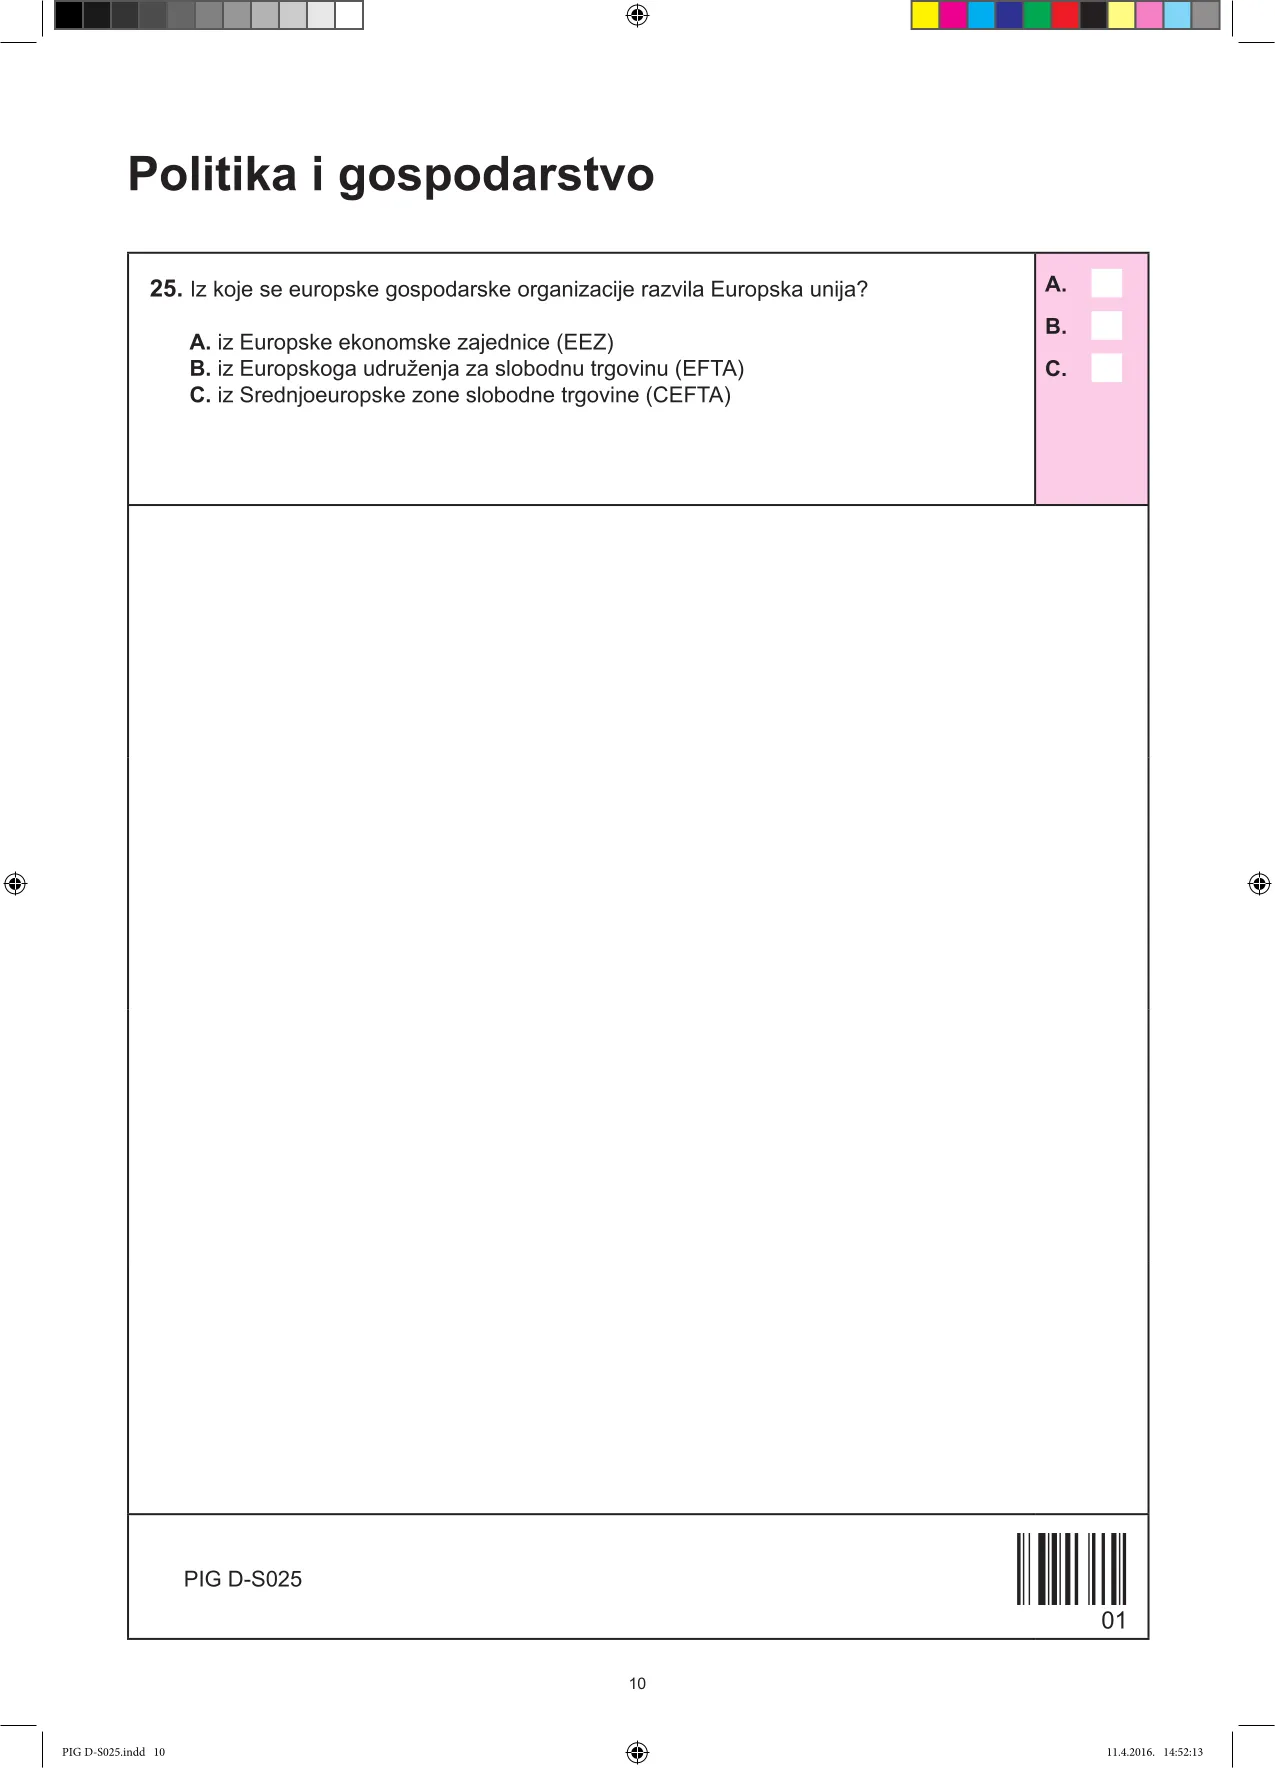 Politika i gospodarstvo
25. Iz koje se europske gospodarske organizacije razvila Europska unija?
A. iz Europske ekonomske zajednice (EEZ)
B. iz Europskoga udruženja za slobodnu trgovinu (EFTA)
C. iz Srednjoeuropske zone slobodne trgovine (CEFTA)
A.
B.
C.
PIG D-S025
01
10
PIG D-S025.indd 10
11.4.2016. 14:52:13